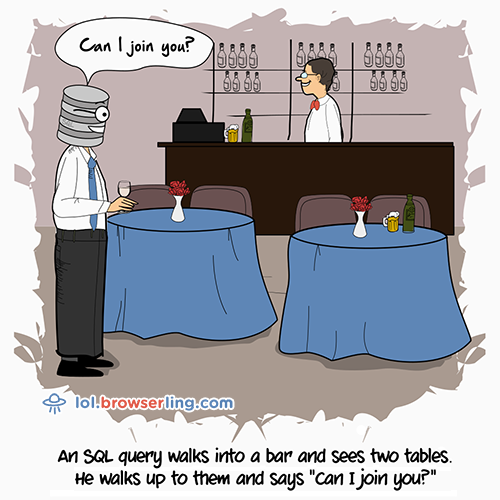 Can I join you?
lol.browserling.com
An SQL query walks into a bar and sees two tables.
He walks up to them and says "Can I join you?"